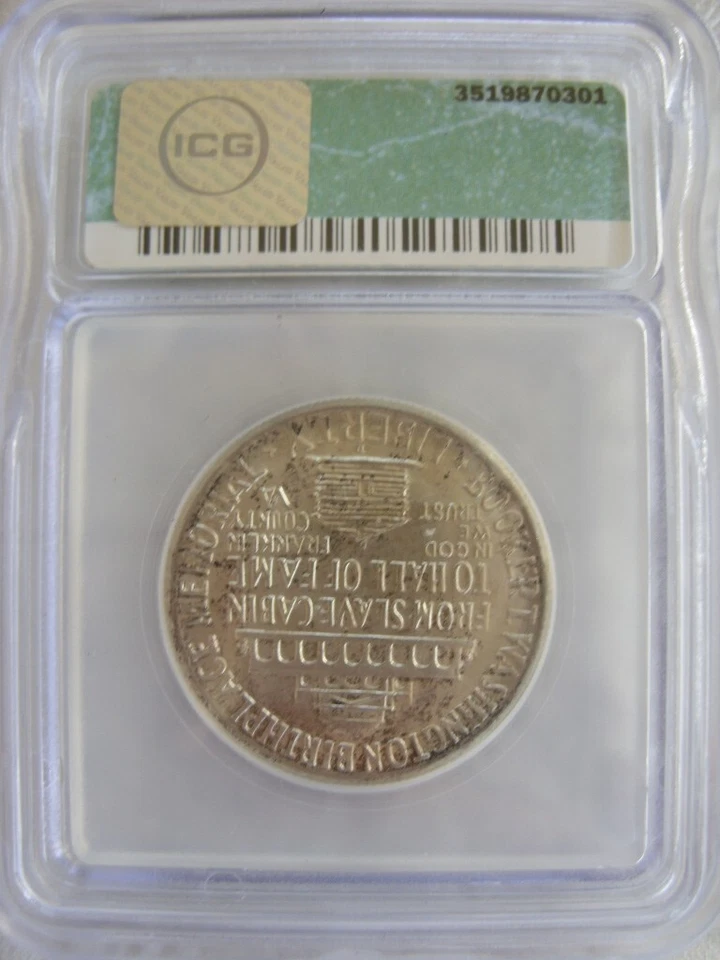 3519870301
ICG
BOOKER T. WASHINGTON BIRTHPLACE MEMORIAL
FROM SLAVE CABIN
TO HALL OF FAME
IN GOD
WE
TRUST
FRANKLIN
COUNTY
VA
LIBERTY